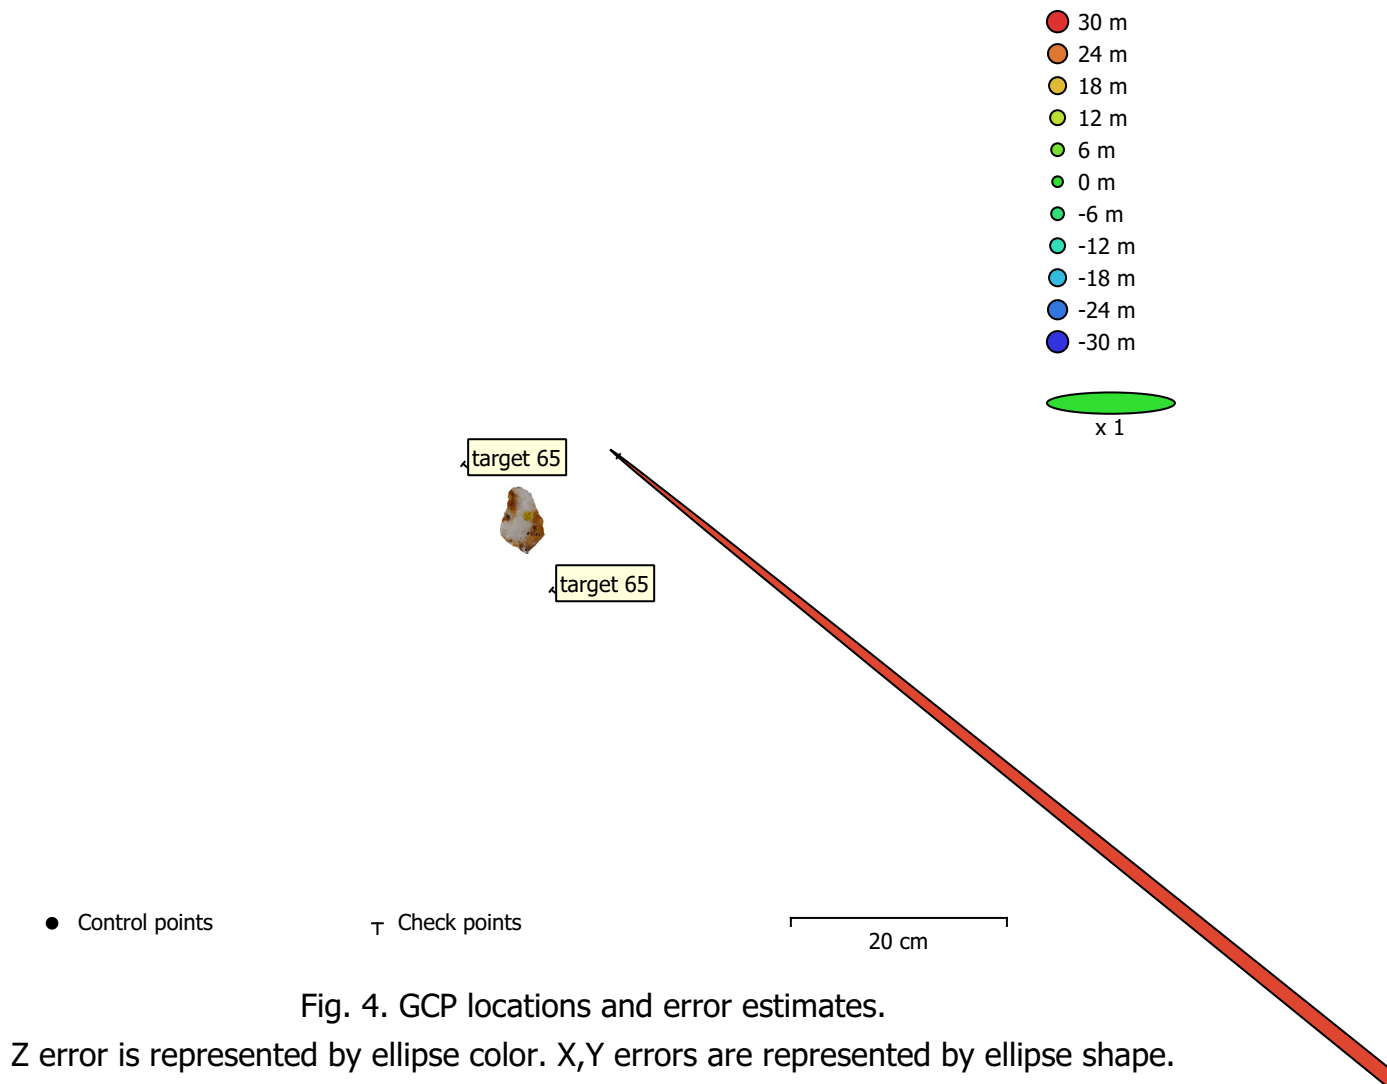 30 m
24 m
18 m
12 m
6 m
0 m
-6 m
-12 m
-18 m
-24 m
-30 m
x 1
target 65
target 65
Control points
Check points
20 cm
Fig. 4. GCP locations and error estimates.
Z error is represented by ellipse color. X,Y errors are represented by ellipse shape.